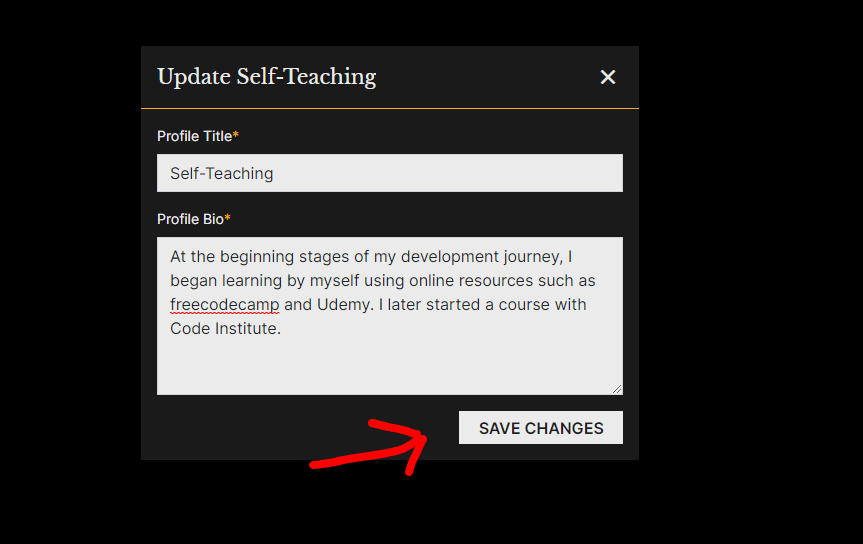 Update Self-Teaching
Profile Title*
Self-Teaching
Profile Bio*
At the beginning stages of my development journey, I
began learning by myself using online resources such as
freecodecamp and Udemy. I later started a course with
Code Institute.
SAVE CHANGES